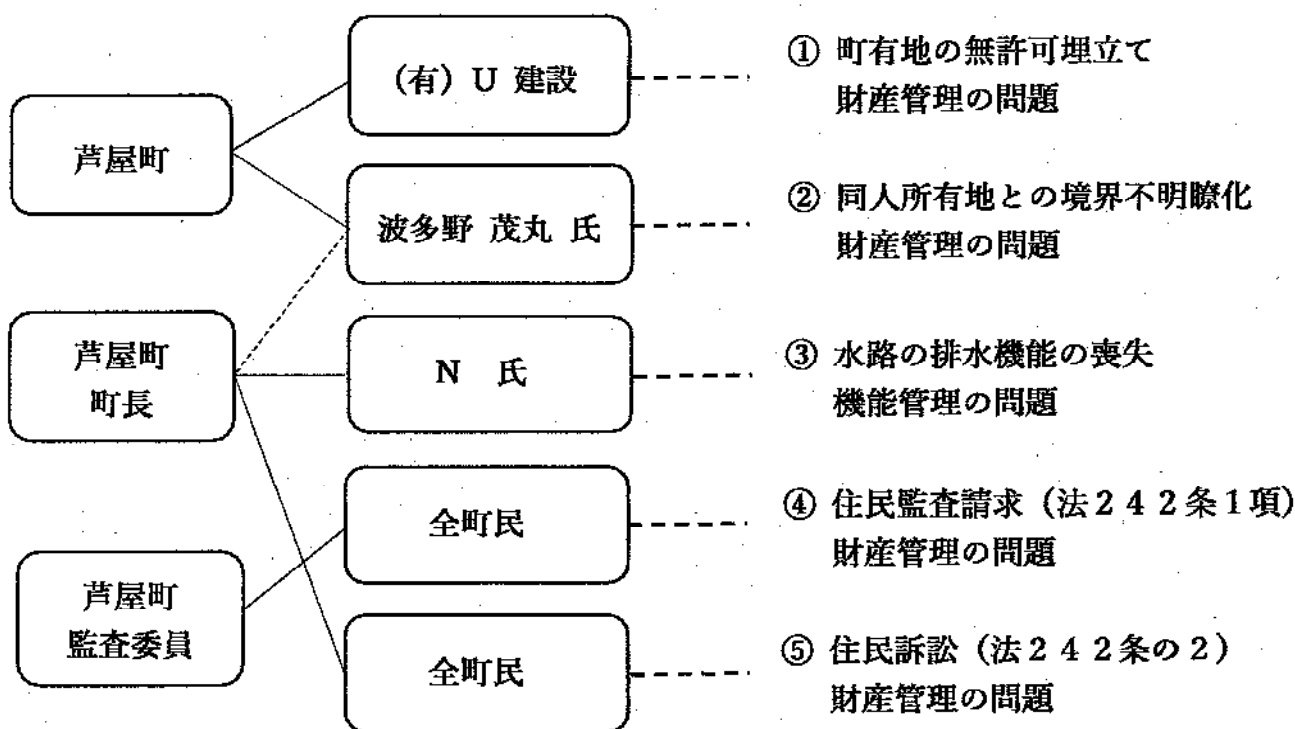 芦屋町
芦屋町
町長
芦屋町
監査委員
(有) U 建設
波多野 茂丸 氏
N 氏
全町民
全町民
① 町有地の無許可埋立て
財産管理の問題
② 同人所有地との境界不明瞭化
財産管理の問題
③ 水路の排水機能の喪失
機能管理の問題
④ 住民監査請求 (法242条1項)
財産管理の問題
⑤ 住民訴訟 (法242条の2)
財産管理の問題